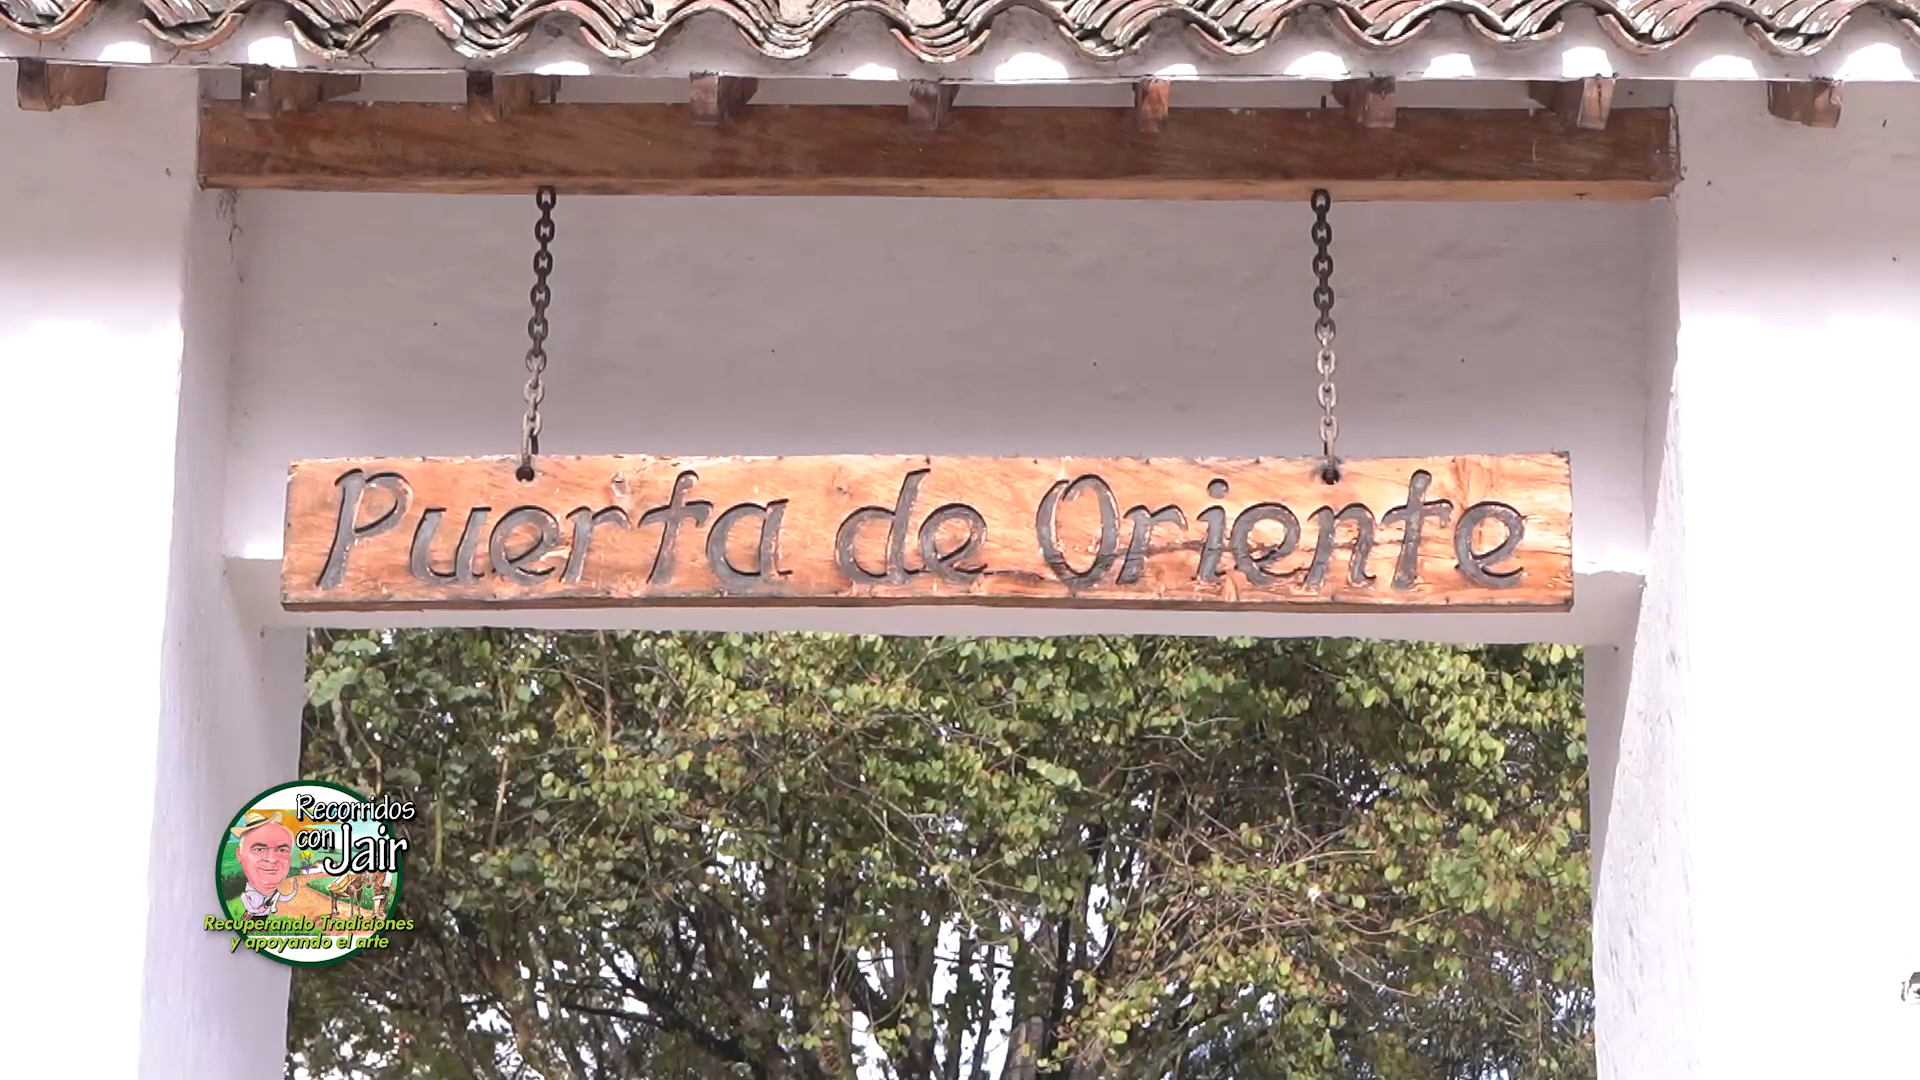 Puerta de Oriente
Recorridos
con Jair
Recuperando Tradiciones
y apoyando el arte